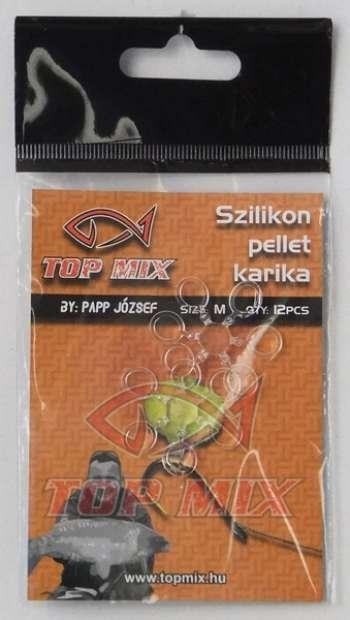 TOP MIX
Szilikon
pellet
karika
BY: PAPP JÓZSEF SIZE: M QTY: 12PCS
TOP MIX
www.topmix.hu